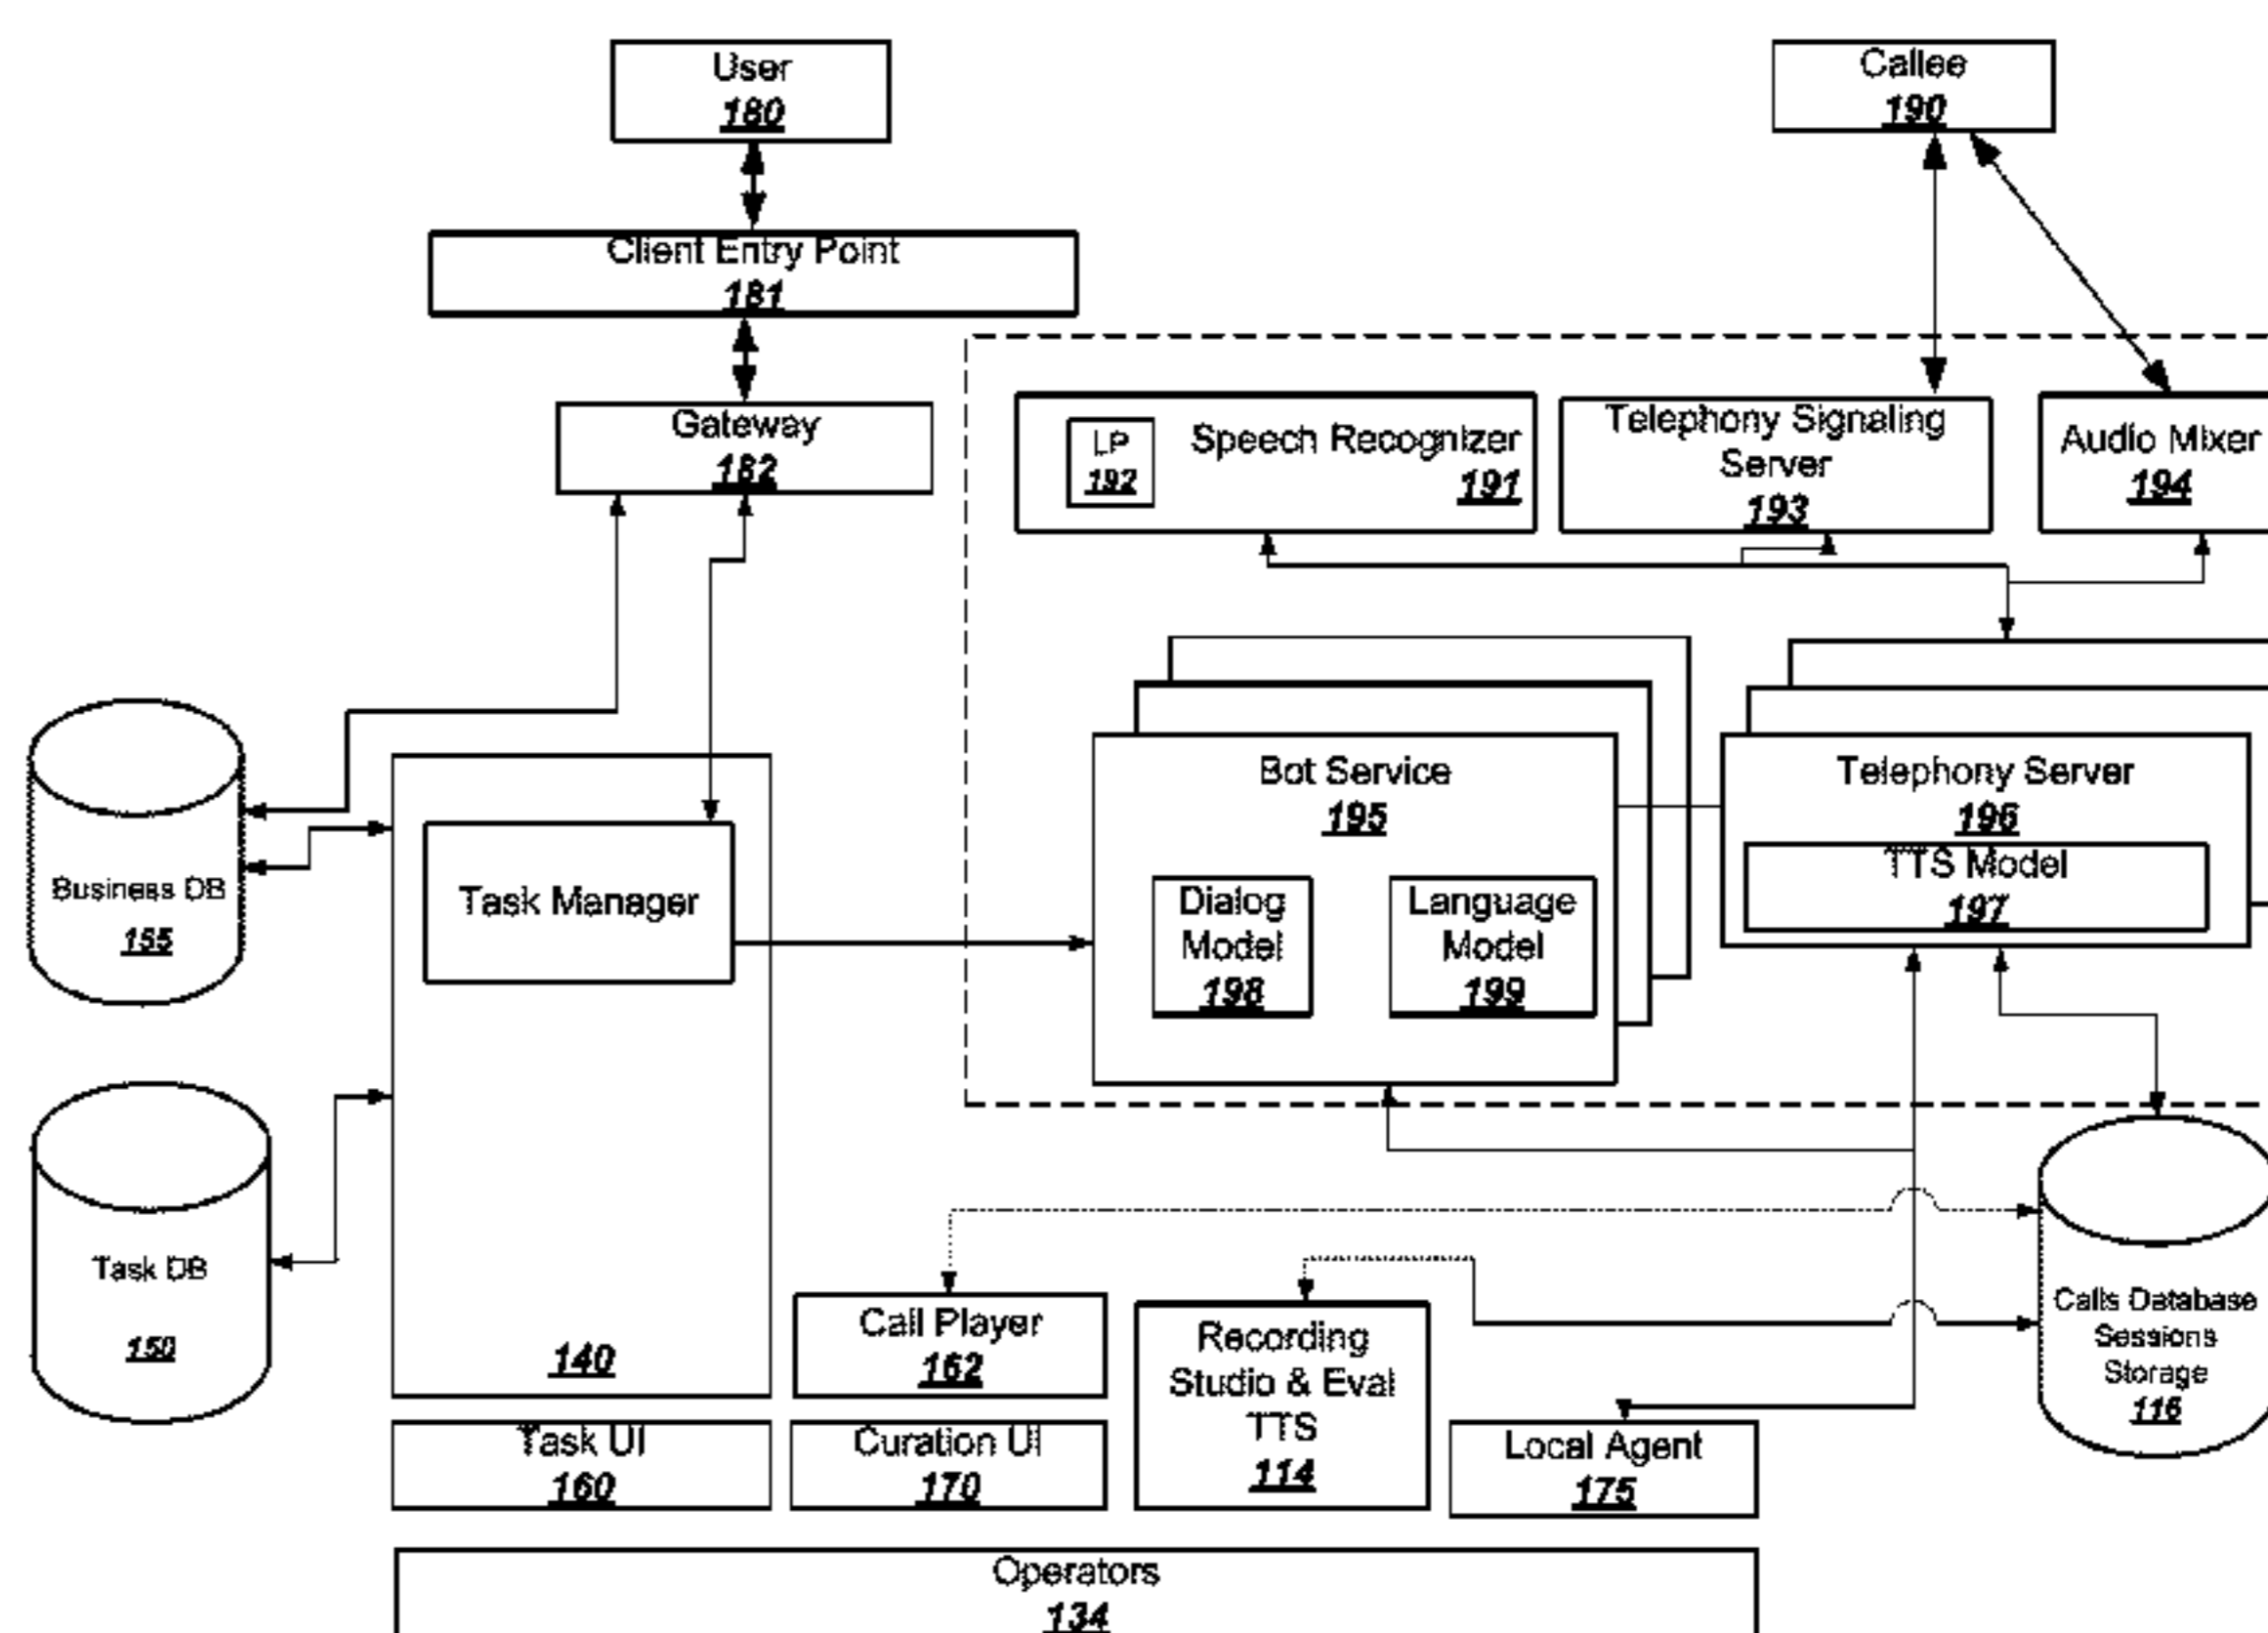 User
180
Callee
190
Client Entry Point
181
Gateway
182
LP
192
Speech Recognizer
191
Telephony Signaling
Server
193
Audio Mixer
194
Business DB
155
Task Manager
Bot Service
195
Dialog
Model
198
Language
Model
199
Telephony Server
196
TTS Model
197
Task DB
150
140
Call Player
162
Recording
Studio & Eval
TTS
114
Calls Database
Sessions
Storage
116
Task UI
160
Curation UI
170
Local Agent
175
Operators
134